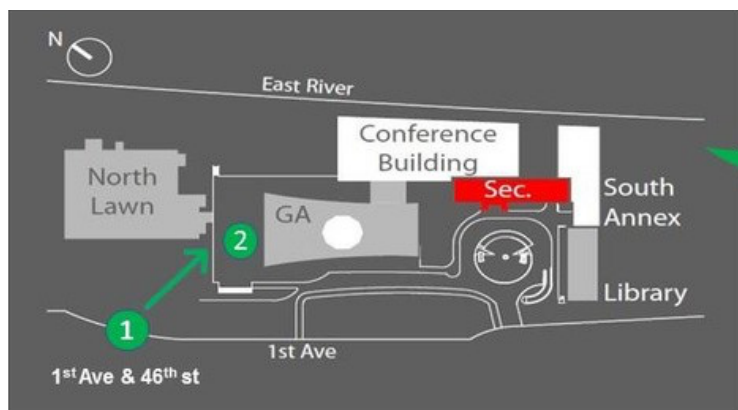 N
East River
Conference
Building
North
Lawn
Sec.
South
Annex
GA
2
Library
1
1st Ave
1st Ave & 46th st